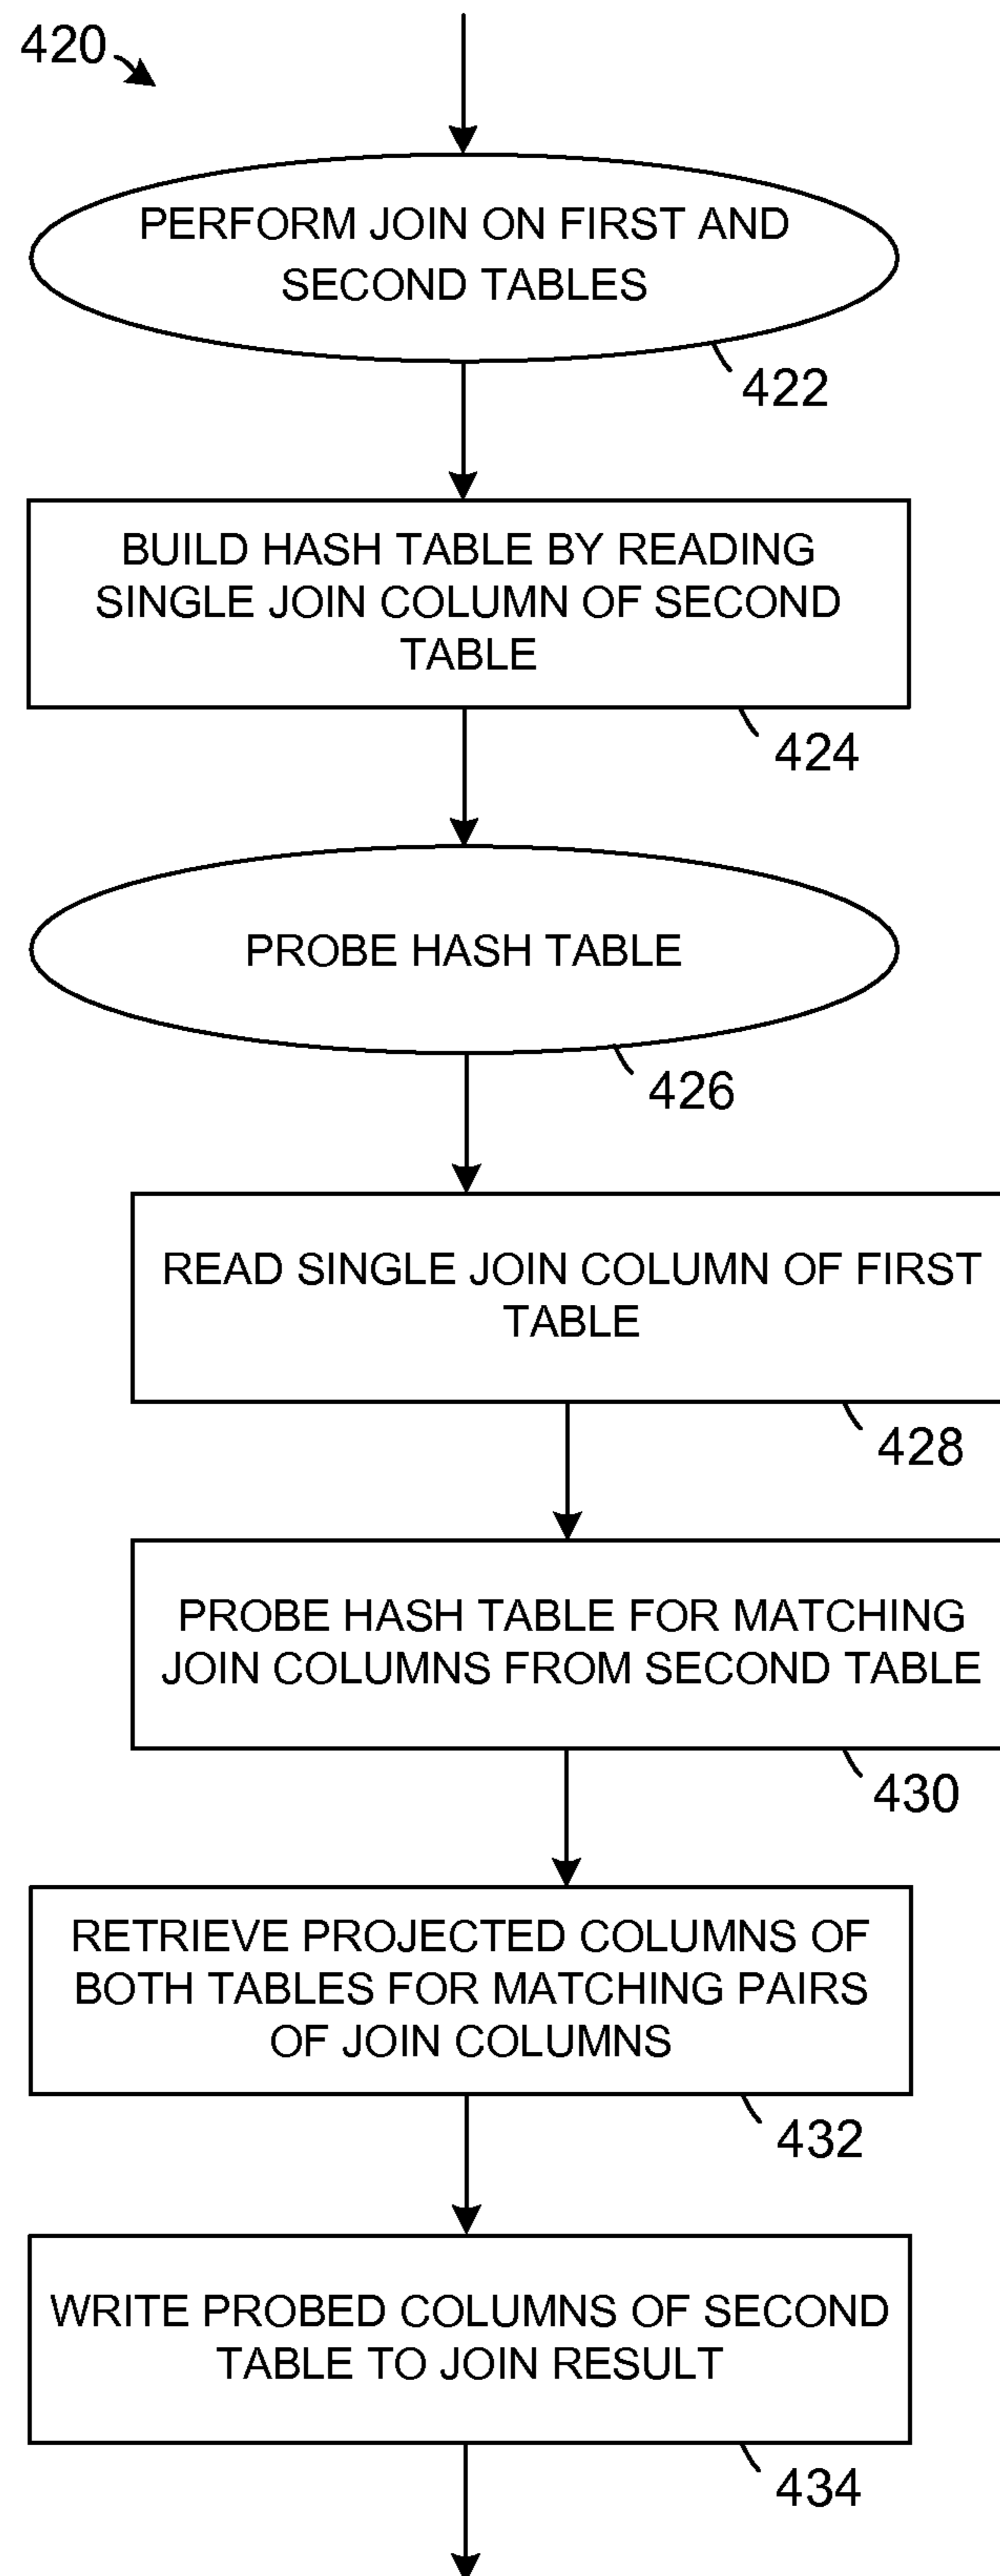 420
PERFORM JOIN ON FIRST AND
SECOND TABLES
422
BUILD HASH TABLE BY READING
SINGLE JOIN COLUMN OF SECOND
TABLE
424
PROBE HASH TABLE
426
READ SINGLE JOIN COLUMN OF FIRST
TABLE
428
PROBE HASH TABLE FOR MATCHING
JOIN COLUMNS FROM SECOND TABLE
430
RETRIEVE PROJECTED COLUMNS OF
BOTH TABLES FOR MATCHING PAIRS
OF JOIN COLUMNS
432
WRITE PROBED COLUMNS OF SECOND
TABLE TO JOIN RESULT
434